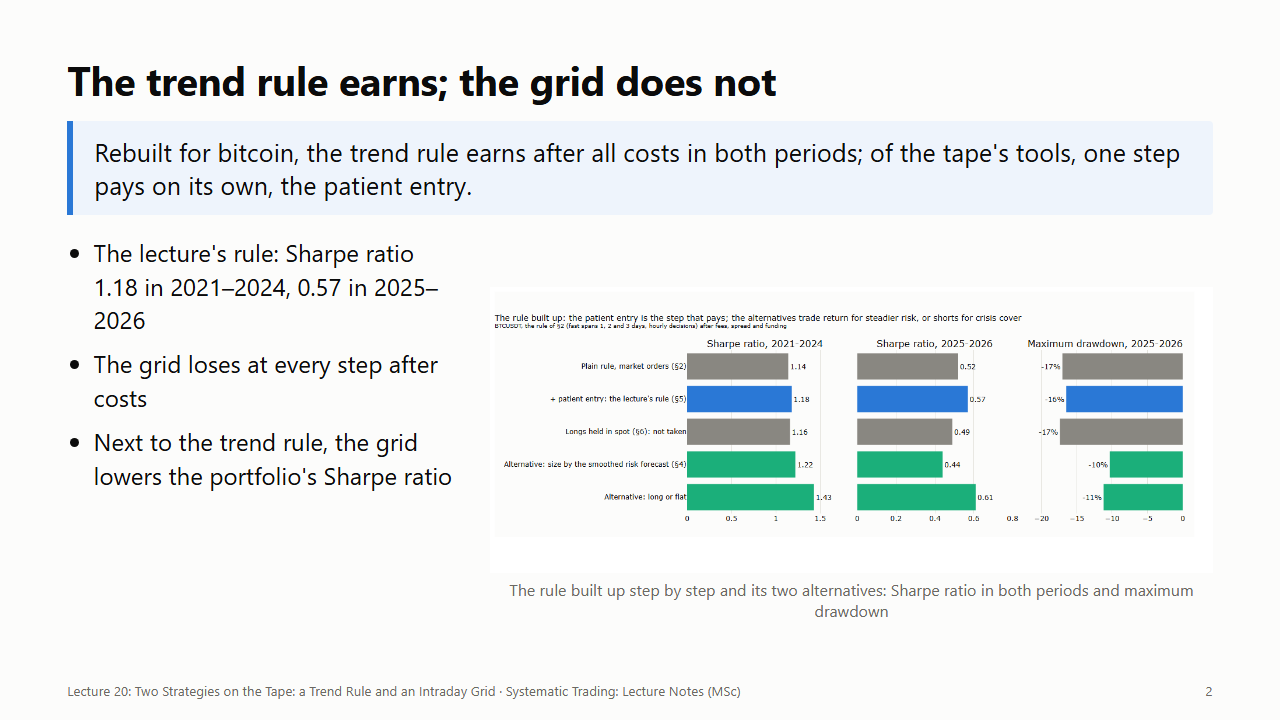 The trend rule earns; the grid does not
Rebuilt for bitcoin, the trend rule earns after all costs in both periods; of the tape's tools, one step
pays on its own, the patient entry.
• The lecture's rule: Sharpe ratio
1.18 in 2021–2024, 0.57 in 2025–
2026
• The grid loses at every step after
costs
• Next to the trend rule, the grid
lowers the portfolio's Sharpe ratio
The rule built up: the patient entry is the step that pays; the alternatives trade return for steadier risk, or shorts for crisis cover
BTCUSDT, the rule of §2 (fast spans 1, 2 and 3 days, hourly decisions) after fees, spread and funding
Sharpe ratio, 2021-2024 Sharpe ratio, 2025-2026 Maximum drawdown, 2025-2026
Plain rule, market orders (§2) 1.14 0.52 -17%
+ patient entry: the lecture's rule (§5) 1.18 0.57 -16%
Longs held in spot (§6): not taken 1.16 0.49 -17%
Alternative: size by the smoothed risk forecast (§4) 1.22 0.44 -10%
Alternative: long or flat 1.43 0.61 -11%
0 0.5 1 1.5 0 0.2 0.4 0.6 0.8 −20 −15 −10 −5 0
The rule built up step by step and its two alternatives: Sharpe ratio in both periods and maximum
drawdown
Lecture 20: Two Strategies on the Tape: a Trend Rule and an Intraday Grid · Systematic Trading: Lecture Notes (MSc) 2